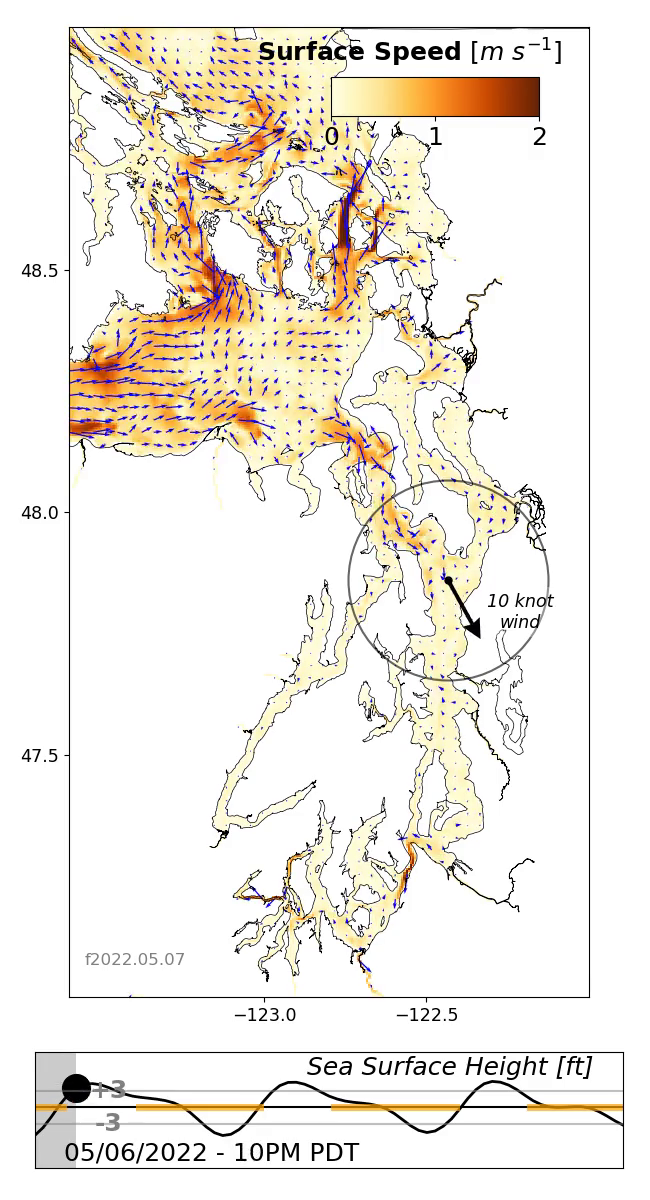 Surface Speed [m s⁻¹]
0 1 2
48.5
48.0
10 knot
wind
47.5
f2022.05.07
−123.0 −122.5
Sea Surface Height [ft]
+3
-3
05/06/2022 - 10PM PDT